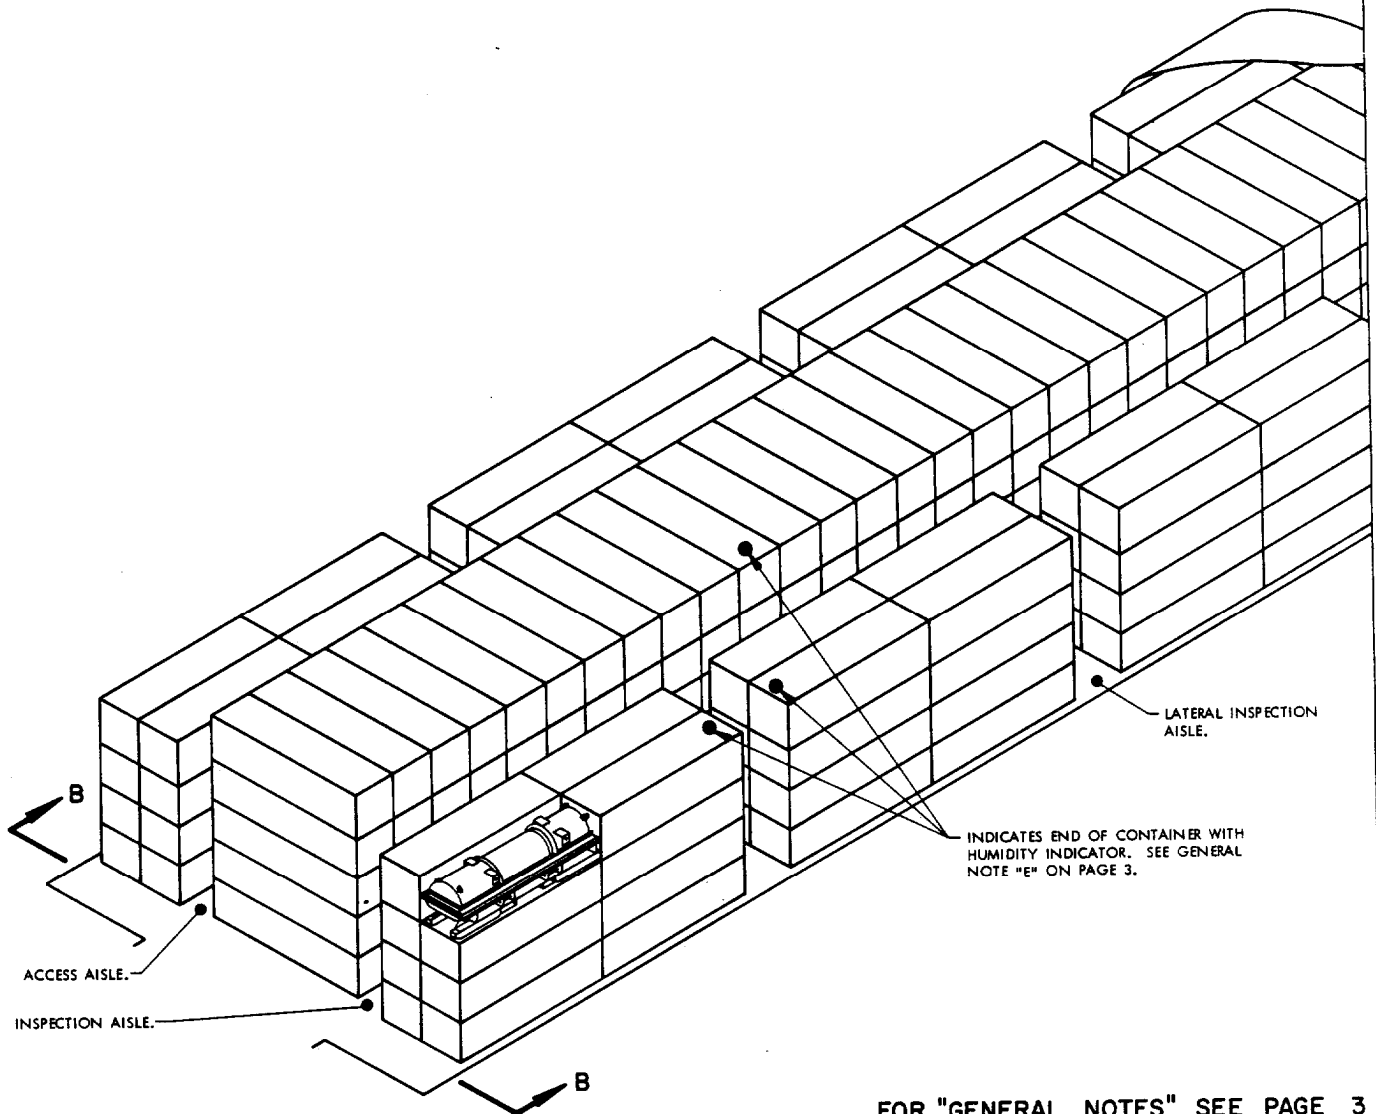 LATERAL INSPECTION
AISLE.
B
INDICATES END OF CONTAINER WITH
HUMIDITY INDICATOR. SEE GENERAL
NOTE "E" ON PAGE 3.
ACCESS AISLE.
INSPECTION AISLE.
B
FOR "GENERAL NOTES" SEE PAGE 3